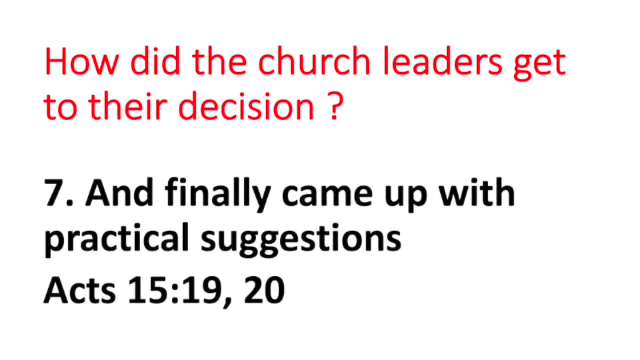 How did the church leaders get
to their decision ?
7. And finally came up with
practical suggestions
Acts 15:19, 20